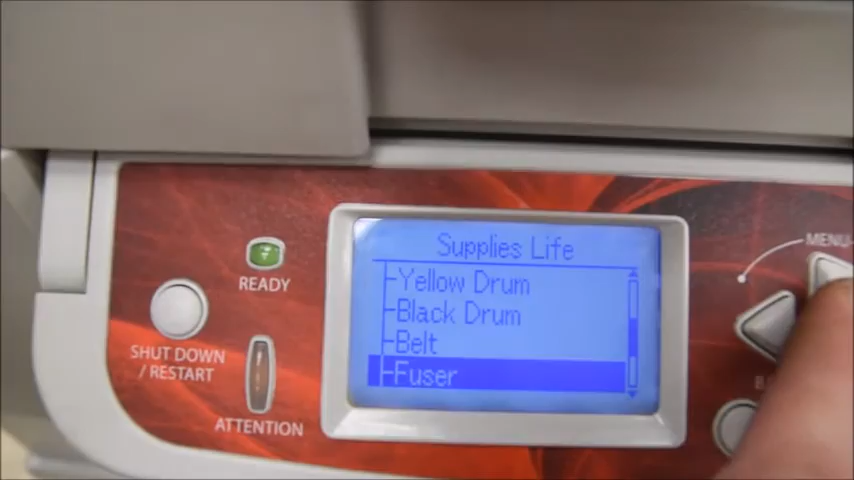 Supplies Life
Yellow Drum
Black Drum
Belt
Fuser
READY
SHUT DOWN
/ RESTART
ATTENTION
MENU